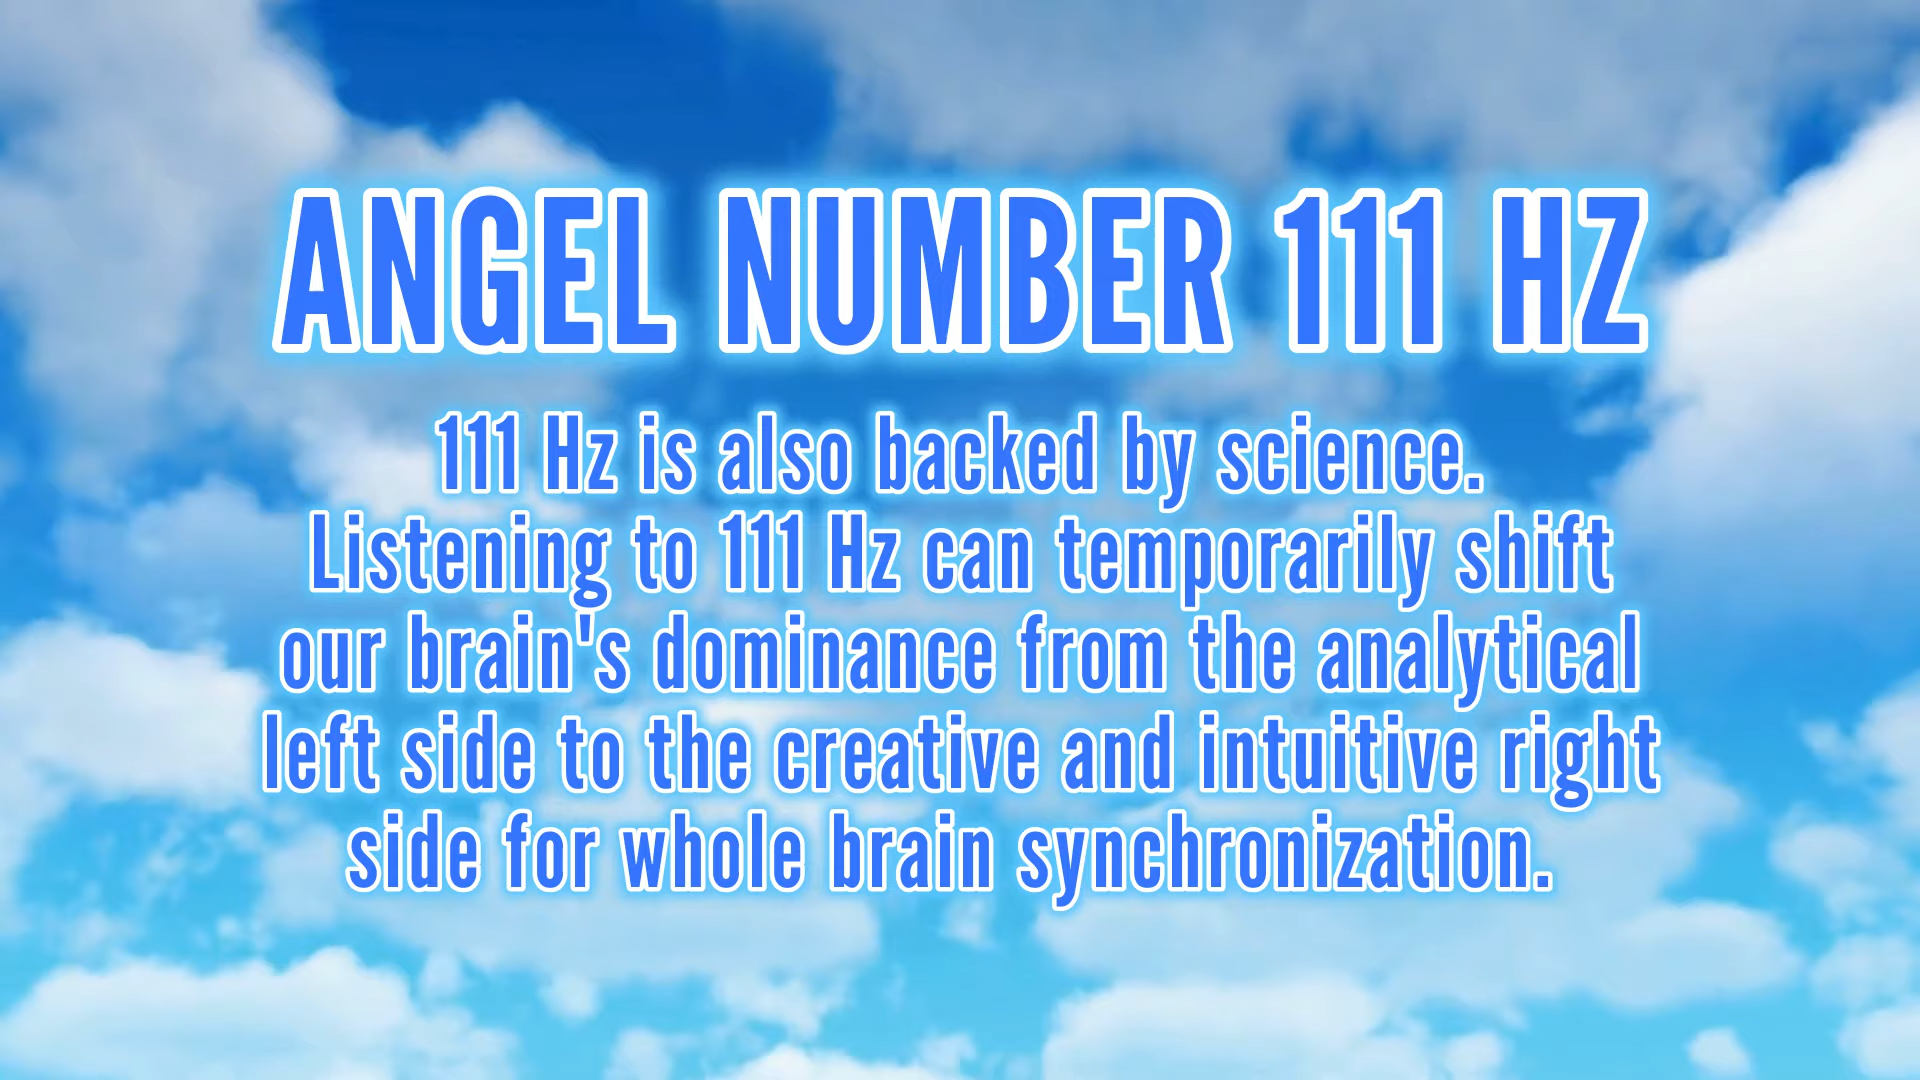 ANGEL NUMBER 111 HZ
111 Hz is also backed by science.
Listening to 111 Hz can temporarily shift
our brain's dominance from the analytical
left side to the creative and intuitive right
side for whole brain synchronization.